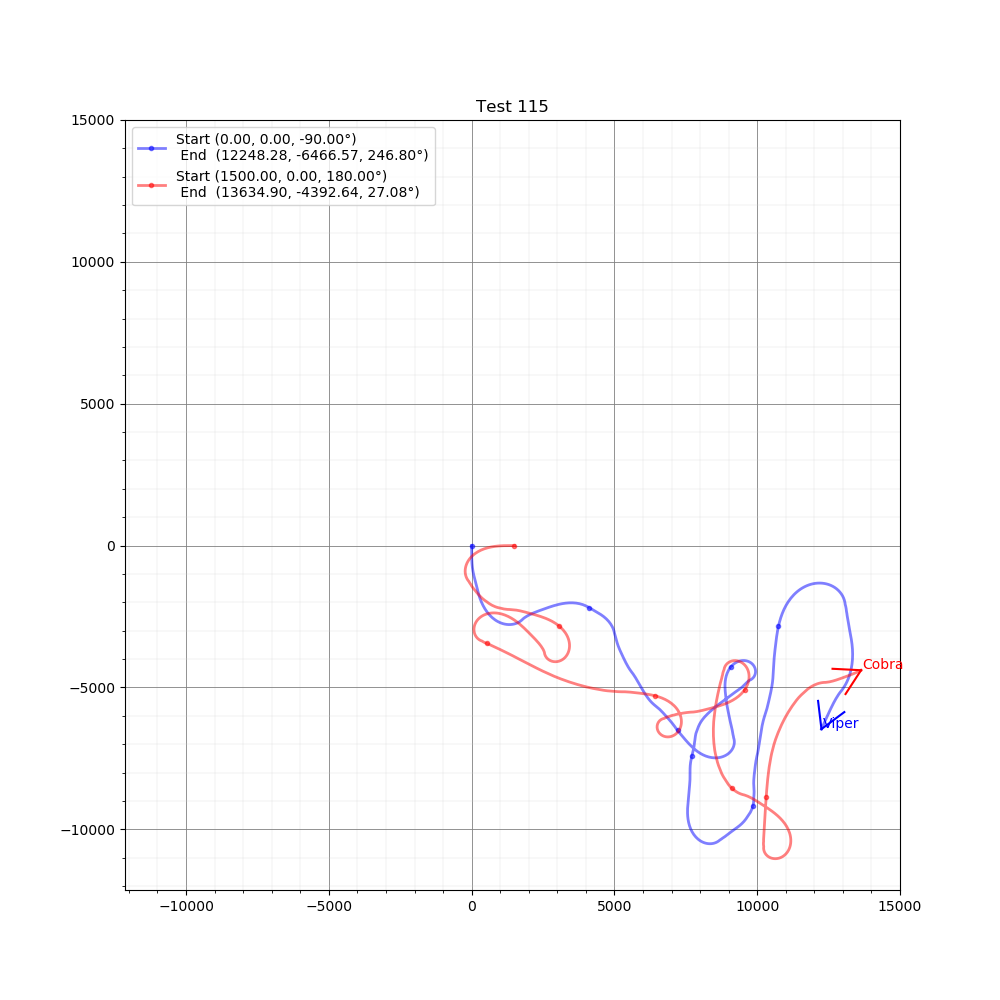 Test 115
Start (0.00, 0.00, -90.00°)
End (12248.28, -6466.57, 246.80°)
Start (1500.00, 0.00, 180.00°)
End (13634.90, -4392.64, 27.08°)
15000
10000
5000
0
−5000
−10000
Cobra
Viper
−10000
−5000
0
5000
10000
15000